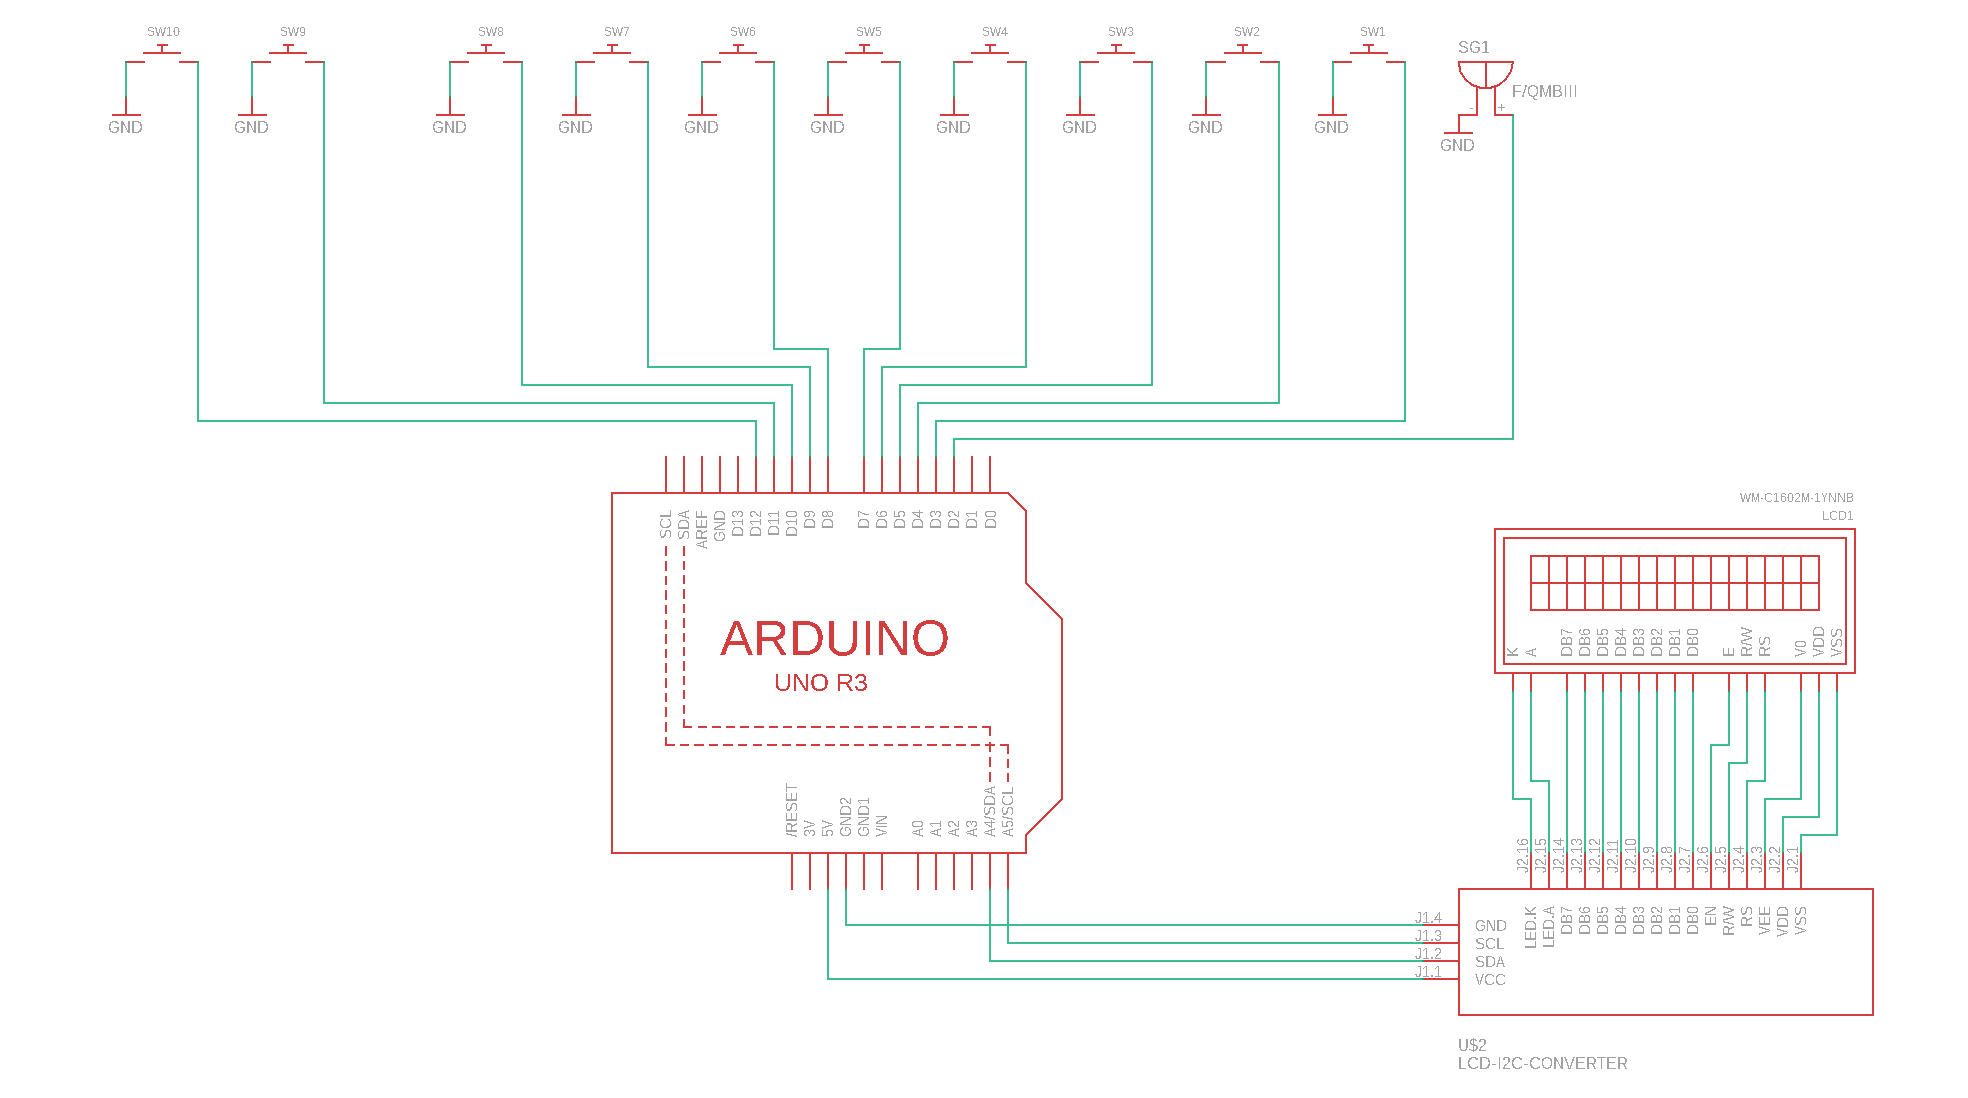 SW10 SW9 SW8 SW7 SW6 SW5 SW4 SW3 SW2 SW1
SG1
F/QMBIII
- +
GND GND GND GND GND GND GND GND GND GND
GND
SCL SDA AREF GND D13 D12 D11 D10 D9 D8 D7 D6 D5 D4 D3 D2 D1 D0
ARDUINO
UNO R3
/RESET 3V 5V GND2 GND1 VIN A0 A1 A2 A3 A4/SDA A5/SCL
WM-C1602M-1YNNB
LCD1
K A DB7 DB6 DB5 DB4 DB3 DB2 DB1 DB0 E R/W RS V0 VDD VSS
J2.16 J2.15 J2.14 J2.13 J2.12 J2.11 J2.10 J2.9 J2.8 J2.7 J2.6 J2.5 J2.4 J2.3 J2.2 J2.1
LED.K LED.A DB7 DB6 DB5 DB4 DB3 DB2 DB1 DB0 EN R/W RS VEE VDD VSS
J1.4 GND
J1.3 SCL
J1.2 SDA
J1.1 VCC
U$2
LCD-I2C-CONVERTER